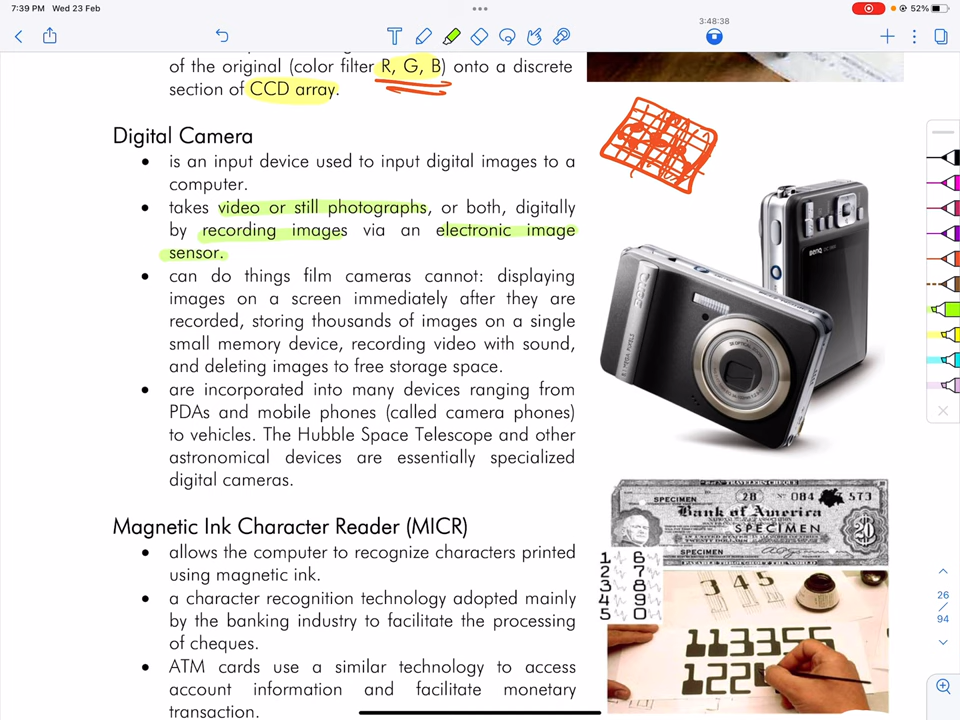 7:39 PM Wed 23 Feb
52%
3:48:38
of the original (color filter R, G, B) onto a discrete
section of CCD array.
Digital Camera
• is an input device used to input digital images to a
computer.
• takes video or still photographs, or both, digitally
by recording images via an electronic image
sensor.
• can do things film cameras cannot: displaying
images on a screen immediately after they are
recorded, storing thousands of images on a single
small memory device, recording video with sound,
and deleting images to free storage space.
• are incorporated into many devices ranging from
PDAs and mobile phones (called camera phones)
to vehicles. The Hubble Space Telescope and other
astronomical devices are essentially specialized
digital cameras.
BenQ
Magnetic Ink Character Reader (MICR)
• allows the computer to recognize characters printed
using magnetic ink.
• a character recognition technology adopted mainly
by the banking industry to facilitate the processing
of cheques.
• ATM cards use a similar technology to access
account information and facilitate monetary
transaction.
SPECIMEN 28 084 573
Bank of America
SPECIMEN
SPECIMEN
1 6
2 7
3 8
4 9
5 0
3 4 5
113355
122
26
/
94